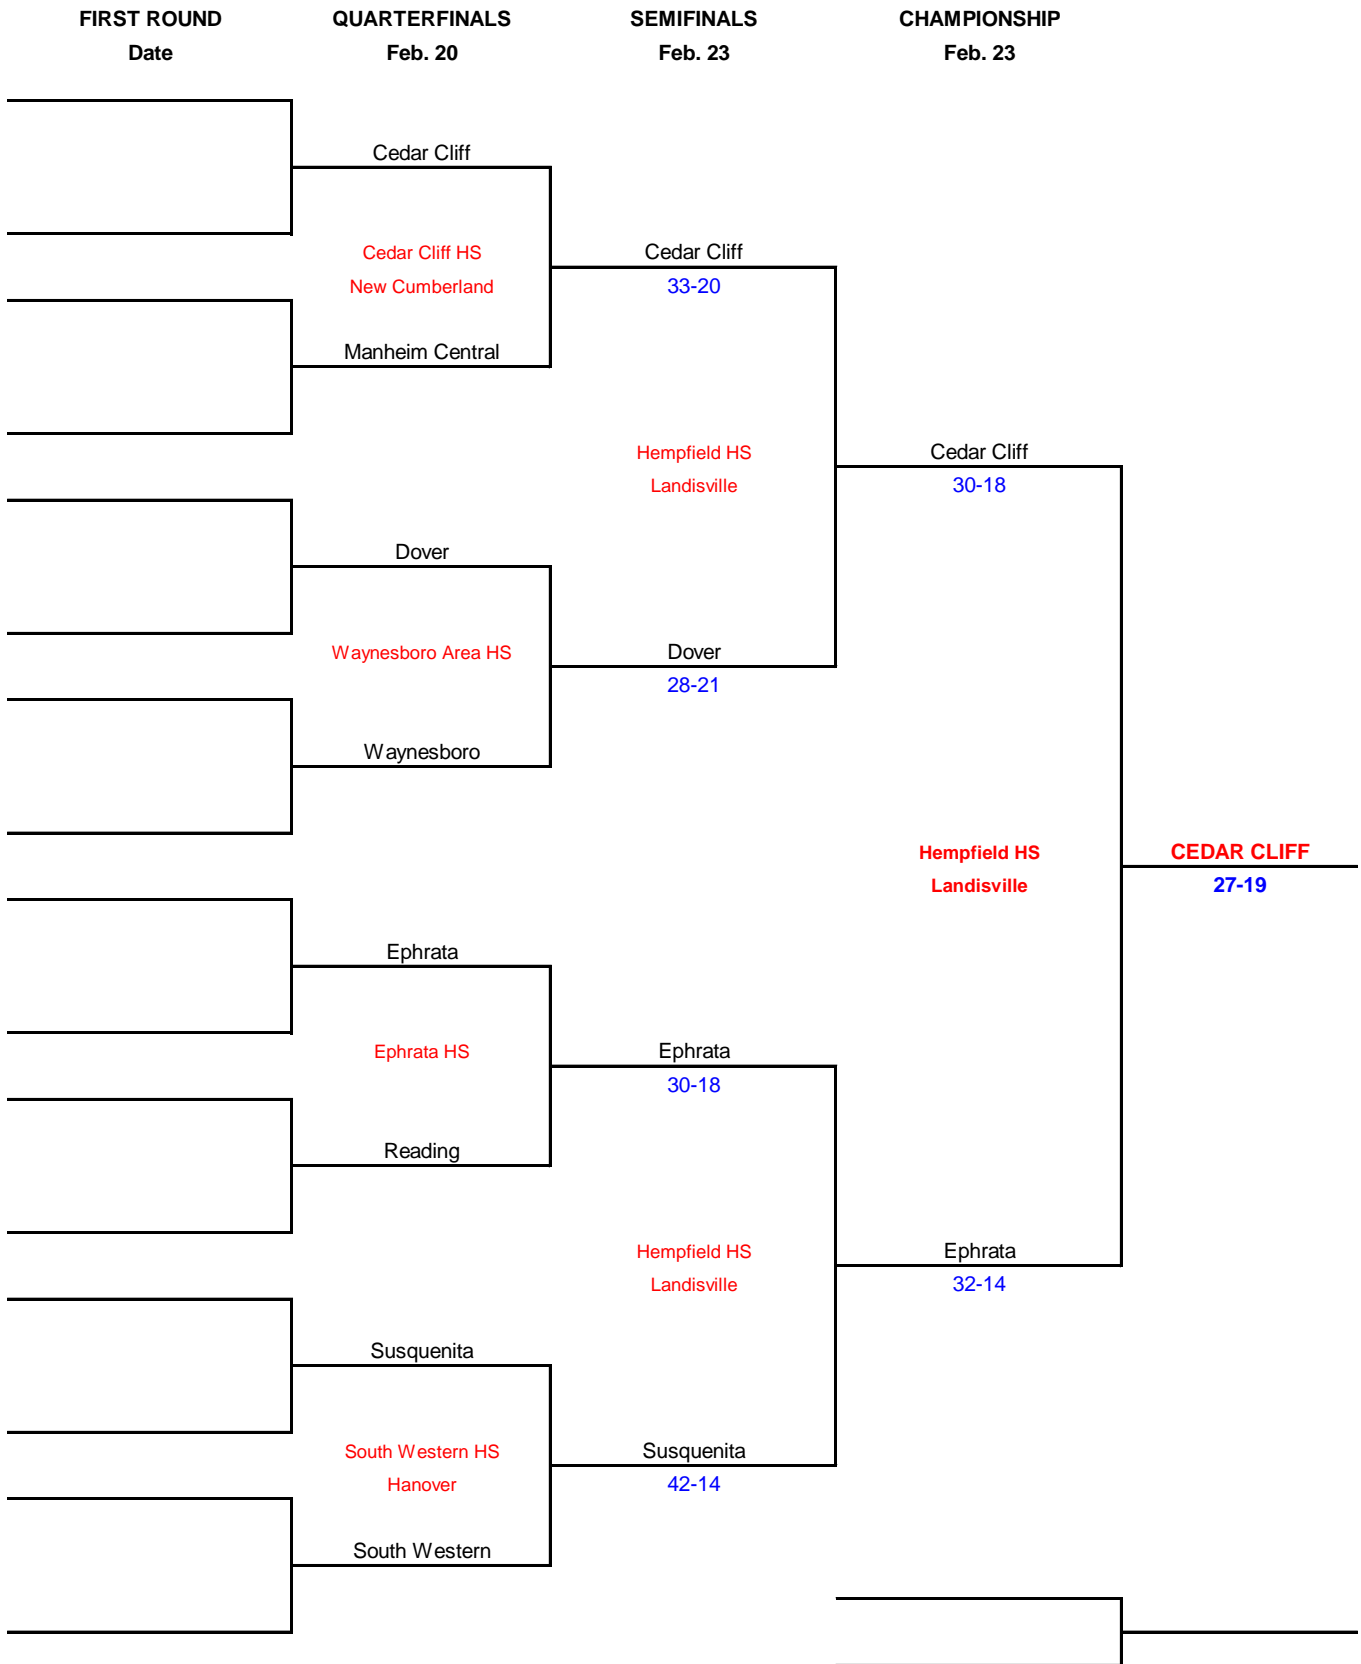 FIRST ROUND QUARTERFINALS SEMIFINALS CHAMPIONSHIP
Date Feb. 20 Feb. 23 Feb. 23
Cedar Cliff
Cedar Cliff HS Cedar Cliff
New Cumberland 33-20
Manheim Central
Hempfield HS Cedar Cliff
Landisville 30-18
Dover
Waynesboro Area HS Dover
28-21
Waynesboro
Hempfield HS CEDAR CLIFF
Landisville 27-19
Ephrata
Ephrata HS Ephrata
30-18
Reading
Hempfield HS Ephrata
Landisville 32-14
Susquenita
South Western HS Susquenita
Hanover 42-14
South Western